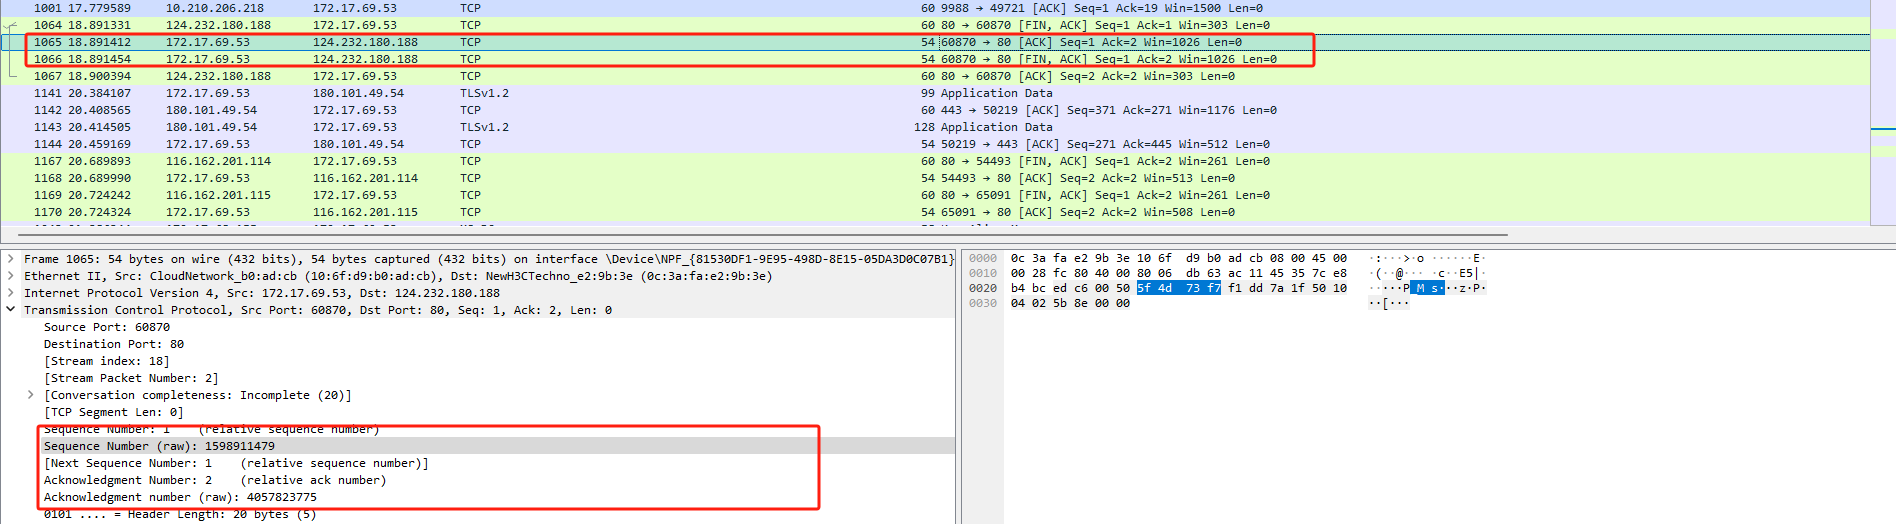 1001 17.779589 10.210.206.218 172.17.69.53 TCP 60 9988 → 49721 [ACK] Seq=1 Ack=19 Win=1500 Len=0
1064 18.891331 124.232.180.188 172.17.69.53 TCP 60 80 → 60870 [FIN, ACK] Seq=1 Ack=1 Win=303 Len=0
1065 18.891412 172.17.69.53 124.232.180.188 TCP 54 60870 → 80 [ACK] Seq=1 Ack=2 Win=1026 Len=0
1066 18.891454 172.17.69.53 124.232.180.188 TCP 54 60870 → 80 [FIN, ACK] Seq=1 Ack=2 Win=1026 Len=0
1067 18.900394 124.232.180.188 172.17.69.53 TCP 60 80 → 60870 [ACK] Seq=2 Ack=2 Win=303 Len=0
1141 20.384107 172.17.69.53 180.101.49.54 TLSv1.2 99 Application Data
1142 20.408565 180.101.49.54 172.17.69.53 TCP 60 443 → 50219 [ACK] Seq=371 Ack=271 Win=1176 Len=0
1143 20.414505 180.101.49.54 172.17.69.53 TLSv1.2 128 Application Data
1144 20.459169 172.17.69.53 180.101.49.54 TCP 54 50219 → 443 [ACK] Seq=271 Ack=445 Win=512 Len=0
1167 20.689893 116.162.201.114 172.17.69.53 TCP 60 80 → 54493 [FIN, ACK] Seq=1 Ack=2 Win=261 Len=0
1168 20.689990 172.17.69.53 116.162.201.114 TCP 54 54493 → 80 [ACK] Seq=2 Ack=2 Win=513 Len=0
1169 20.724242 116.162.201.115 172.17.69.53 TCP 60 80 → 65091 [FIN, ACK] Seq=1 Ack=2 Win=261 Len=0
1170 20.724324 172.17.69.53 116.162.201.115 TCP 54 65091 → 80 [ACK] Seq=2 Ack=2 Win=508 Len=0
Frame 1065: 54 bytes on wire (432 bits), 54 bytes captured (432 bits) on interface \Device\NPF_{81530DF1-9E95-498D-8E15-05DA3D0C07B1}
Ethernet II, Src: CloudNetwork_b0:ad:cb (10:6f:d9:b0:ad:cb), Dst: NewH3CTechno_e2:9b:3e (0c:3a:fa:e2:9b:3e)
Internet Protocol Version 4, Src: 172.17.69.53, Dst: 124.232.180.188
Transmission Control Protocol, Src Port: 60870, Dst Port: 80, Seq: 1, Ack: 2, Len: 0
Source Port: 60870
Destination Port: 80
[Stream index: 18]
[Stream Packet Number: 2]
[Conversation completeness: Incomplete (20)]
[TCP Segment Len: 0]
Sequence Number: 1 (relative sequence number)
Sequence Number (raw): 1598911479
[Next Sequence Number: 1 (relative sequence number)]
Acknowledgment Number: 2 (relative ack number)
Acknowledgment number (raw): 4057823775
0101 .... = Header Length: 20 bytes (5)
0000 0c 3a fa e2 9b 3e 10 6f d9 b0 ad cb 08 00 45 00 ·:···>·o ······E·
0010 00 28 fc 80 40 00 80 06 db 63 ac 11 45 35 7c e8 ·(··@··· ·c··E5|·
0020 b4 bc ed c6 00 50 5f 4d 73 f7 f1 dd 7a 1f 50 10 ·····P_M s···z·P·
0030 04 02 5b 8e 00 00 ··[···